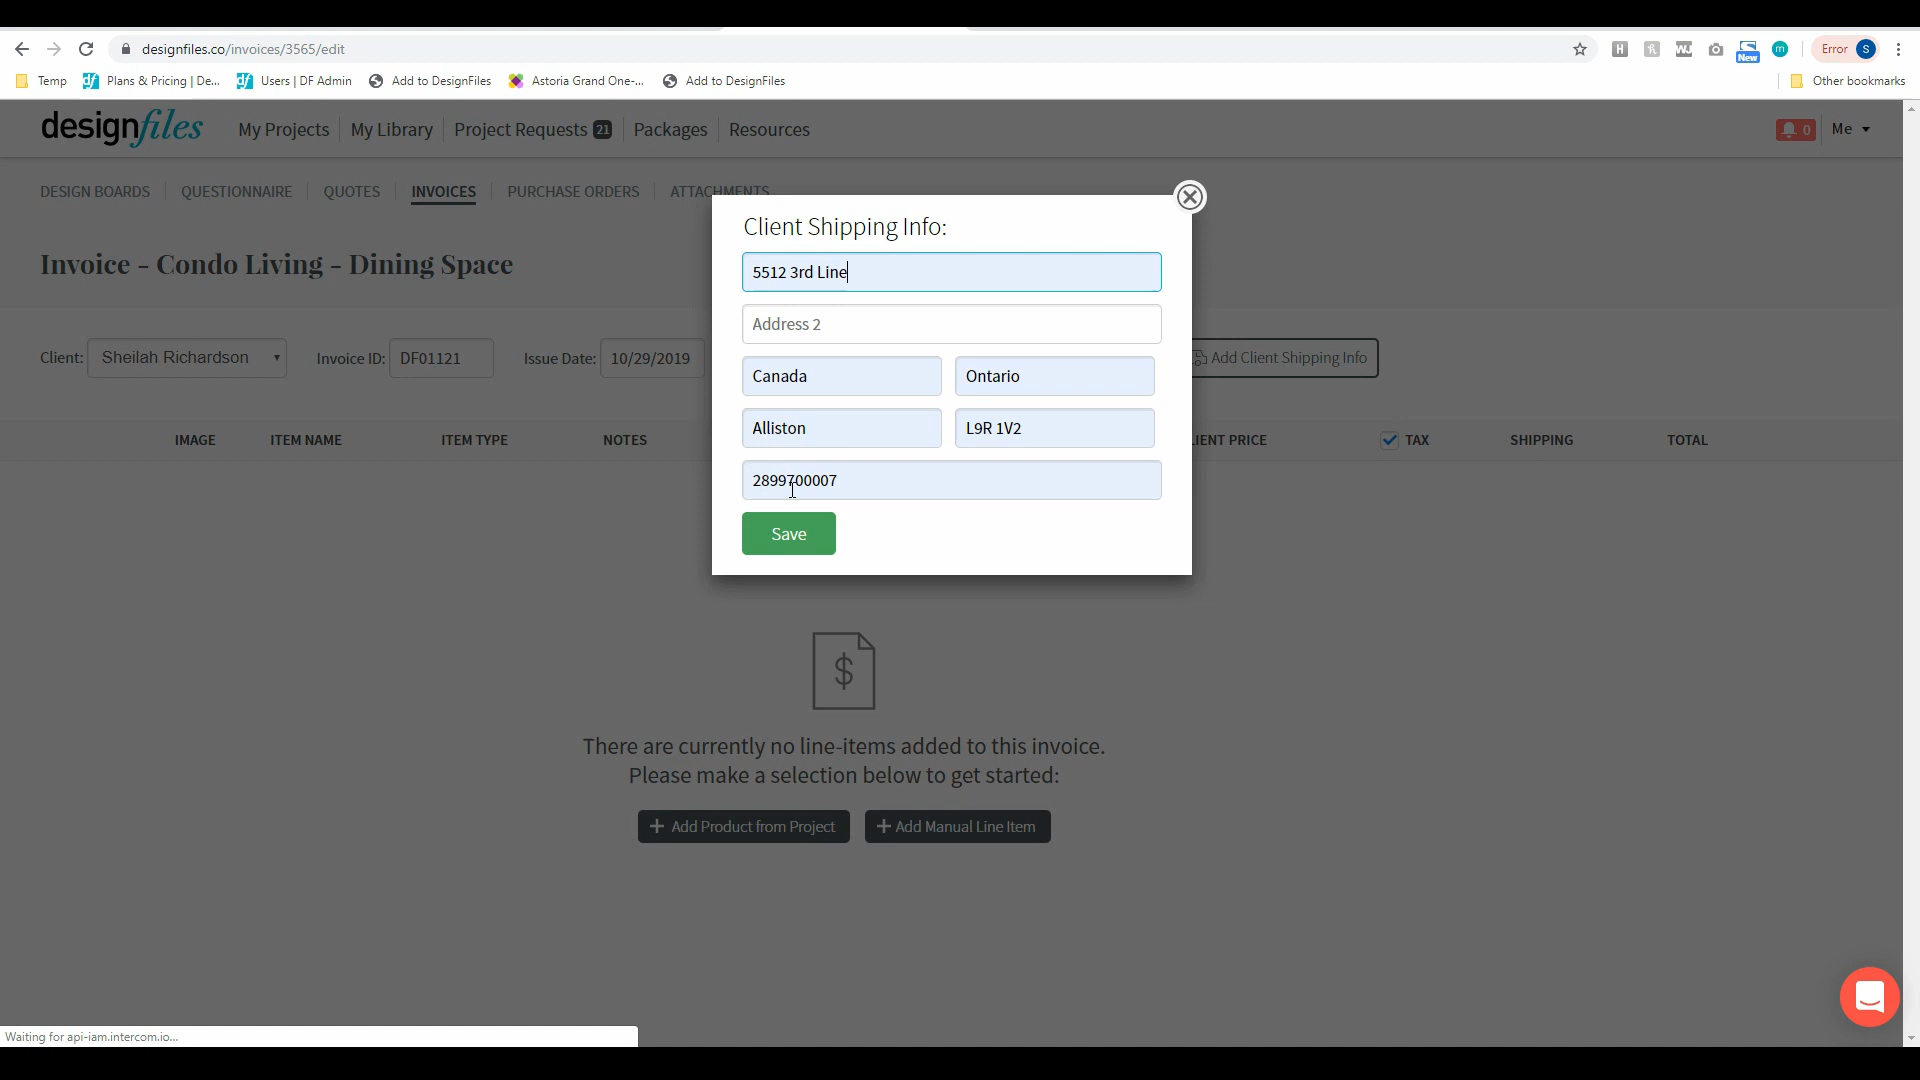 designfiles.co/invoices/3565/edit
H
WJ
New
m
Error S
Temp
df Plans & Pricing | De...
df Users | DF Admin
Add to DesignFiles
Astoria Grand One-...
Add to DesignFiles
Other bookmarks
designfiles
My Projects
My Library
Project Requests 21
Packages
Resources
0
Me
DESIGN BOARDS
QUESTIONNAIRE
QUOTES
INVOICES
PURCHASE ORDERS
ATTACHMENTS
Client Shipping Info:
Invoice - Condo Living - Dining Space
5512 3rd Line
Address 2
Client: Sheilah Richardson
Invoice ID: DF01121
Issue Date: 10/29/2019
Add Client Shipping Info
Canada
Ontario
Alliston
L9R 1V2
IMAGE
ITEM NAME
ITEM TYPE
NOTES
LIENT PRICE
TAX
SHIPPING
TOTAL
2899700007
Save
$
There are currently no line-items added to this invoice.
Please make a selection below to get started:
+ Add Product from Project
+ Add Manual Line Item
Waiting for api-iam.intercom.io...